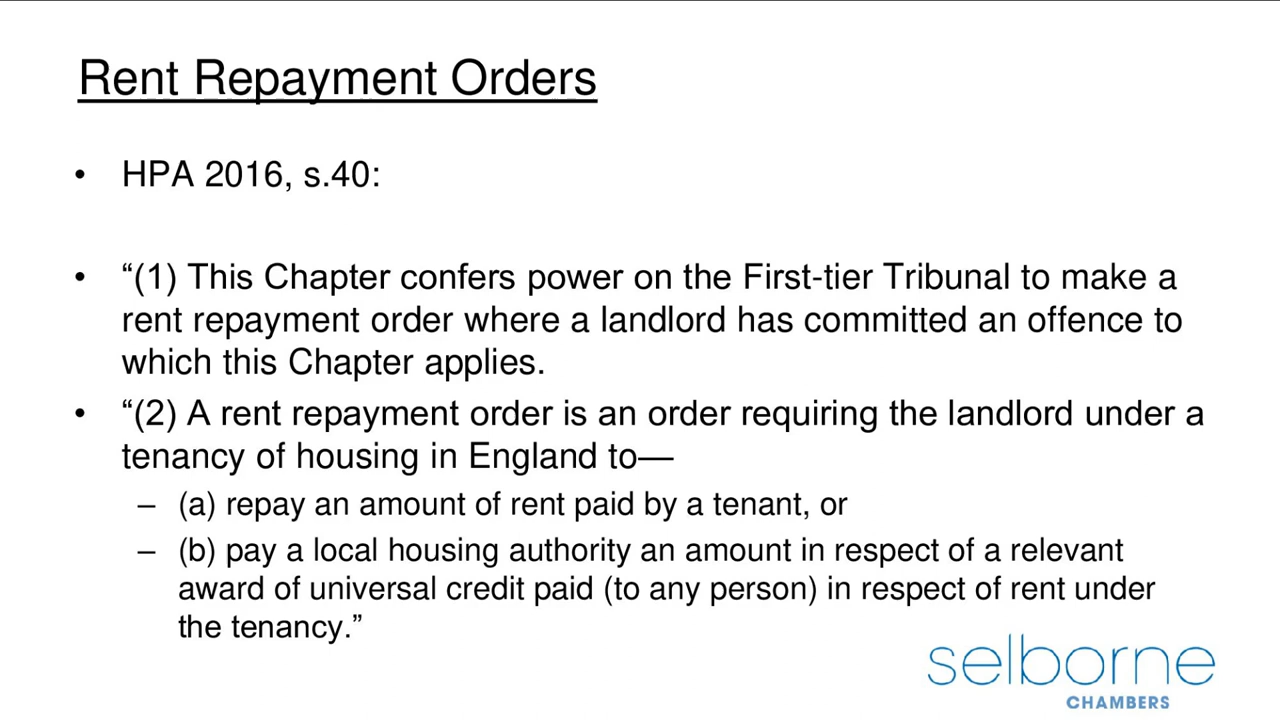 Rent Repayment Orders
• HPA 2016, s.40:
• “(1) This Chapter confers power on the First-tier Tribunal to make a
rent repayment order where a landlord has committed an offence to
which this Chapter applies.
• “(2) A rent repayment order is an order requiring the landlord under a
tenancy of housing in England to—
– (a) repay an amount of rent paid by a tenant, or
– (b) pay a local housing authority an amount in respect of a relevant
award of universal credit paid (to any person) in respect of rent under
the tenancy.”
selborne
CHAMBERS